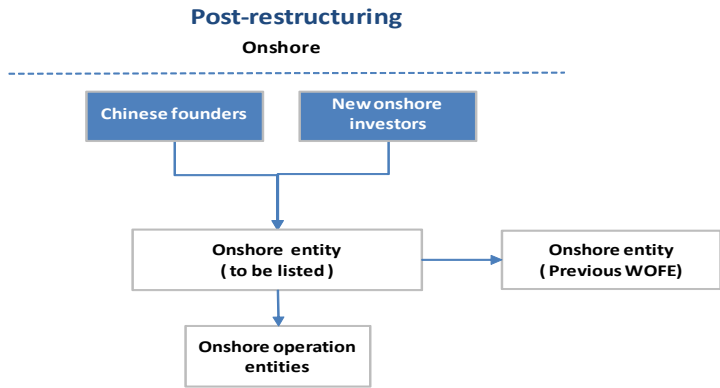 Post-restructuring
Onshore
Chinese founders
New onshore
investors
Onshore entity
( to be listed )
Onshore entity
( Previous WOFE)
Onshore operation
entities